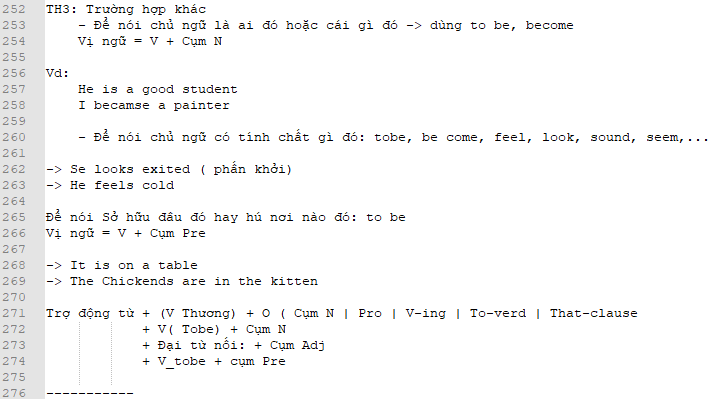 252 TH3: Trường hợp khác
253 - Để nói chủ ngữ là ai đó hoặc cái gì đó -> dùng to be, become
254 Vị ngữ = V + Cụm N
255
256 Vd:
257 He is a good student
258 I becamse a painter
259
260 - Để nói chủ ngữ có tính chất gì đó: tobe, be come, feel, look, sound, seem,...
261
262 -> Se looks exited ( phấn khởi)
263 -> He feels cold
264
265 Để nói Sở hữu đâu đó hay hú nơi nào đó: to be
266 Vị ngữ = V + Cụm Pre
267
268 -> It is on a table
269 -> The Chickends are in the kitten
270
271 Trợ động từ + (V Thương) + O ( Cụm N | Pro | V-ing | To-verd | That-clause
272 + V( Tobe) + Cụm N
273 + Đại từ nối: + Cụm Adj
274 + V_tobe + cụm Pre
275
276 -----------